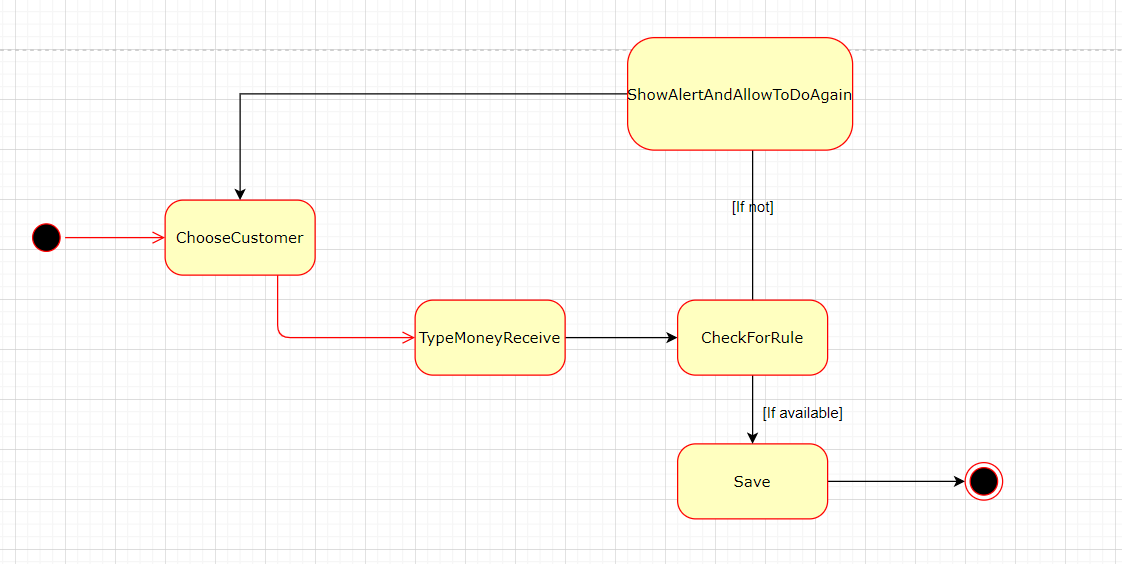 ShowAlertAndAllowToDoAgain
[If not]
ChooseCustomer
TypeMoneyReceive
CheckForRule
[If available]
Save